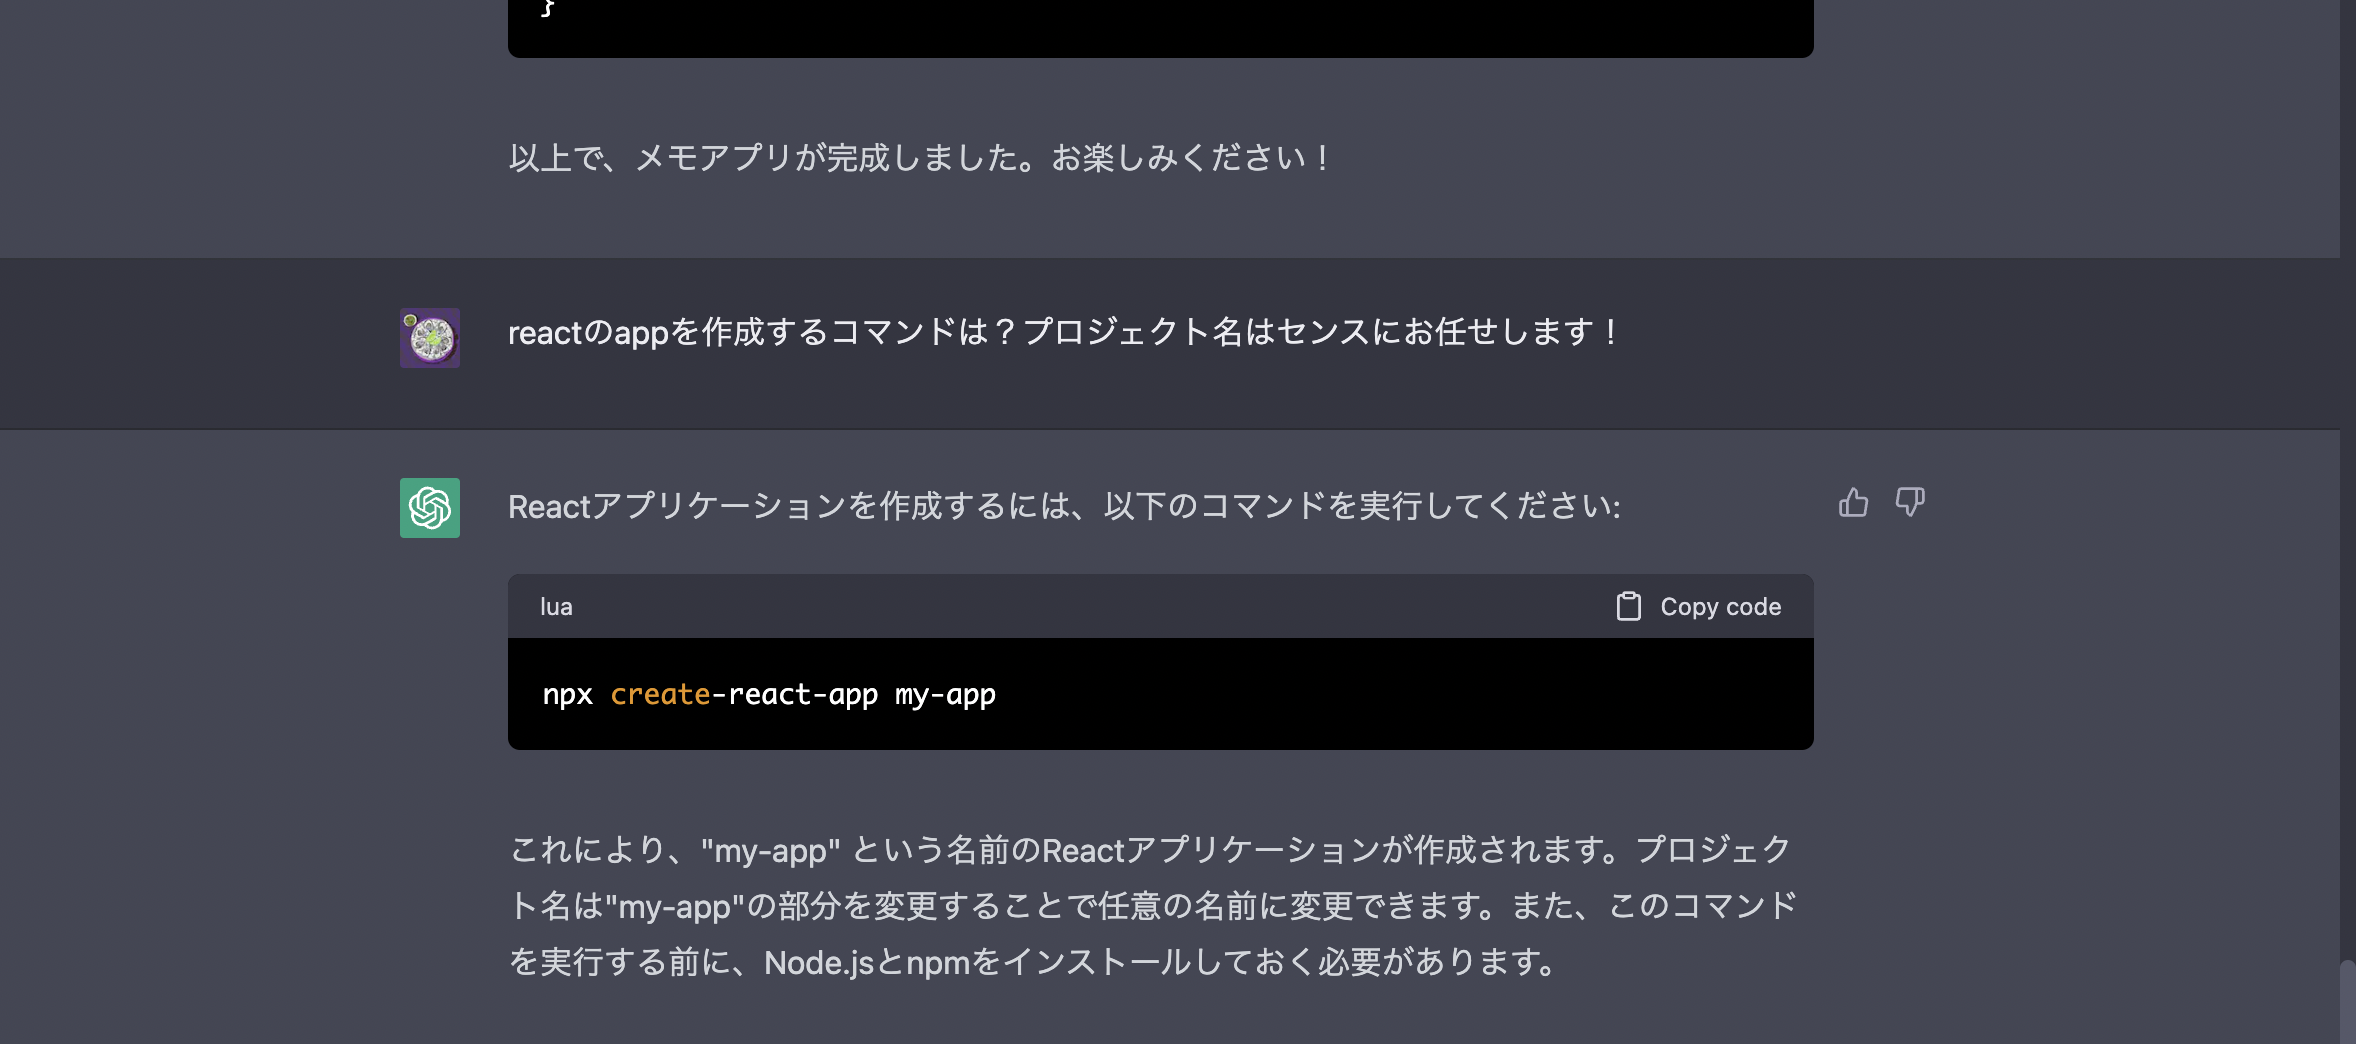 }
以上で、メモアプリが完成しました。お楽しみください！
reactのappを作成するコマンドは？プロジェクト名はセンスにお任せします！
Reactアプリケーションを作成するには、以下のコマンドを実行してください:
lua
Copy code
npx create-react-app my-app
これにより、"my-app" という名前のReactアプリケーションが作成されます。プロジェク
ト名は"my-app"の部分を変更することで任意の名前に変更できます。また、このコマンド
を実行する前に、Node.jsとnpmをインストールしておく必要があります。